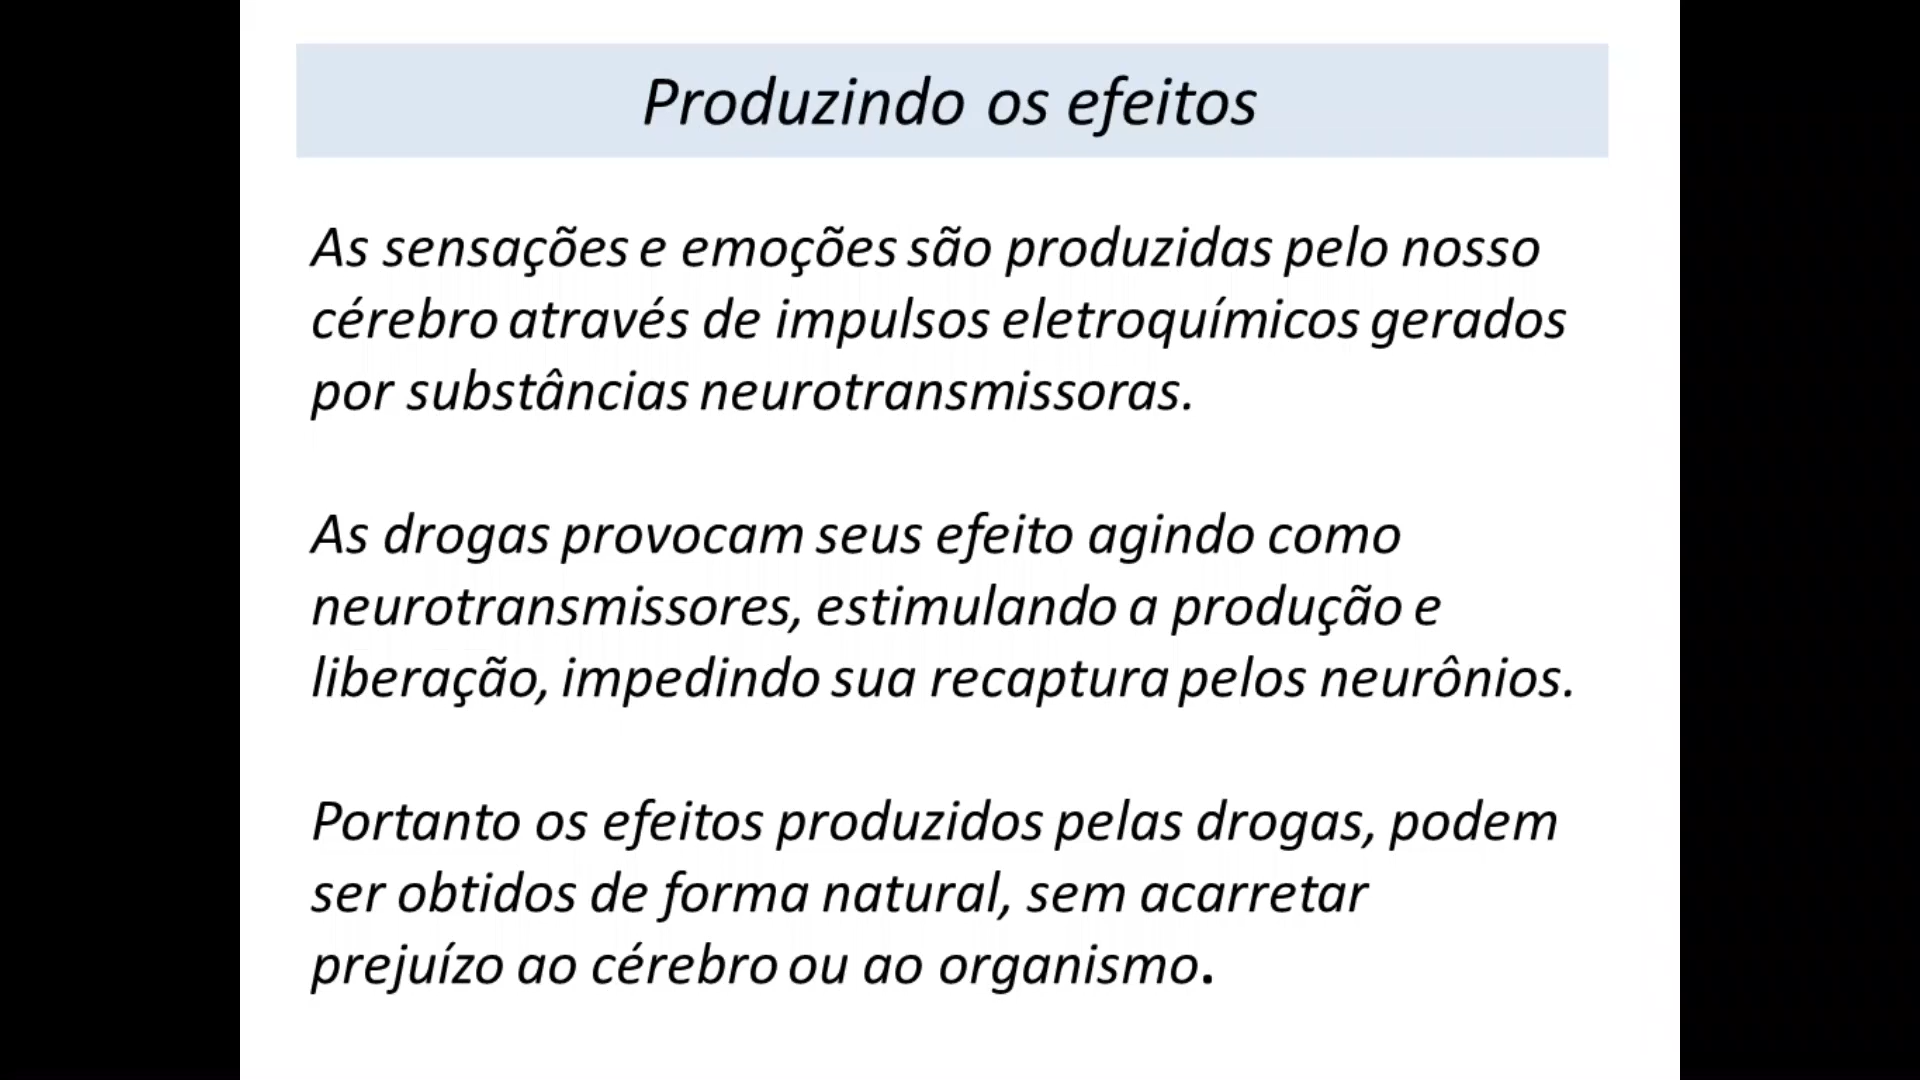 Produzindo os efeitos
As sensações e emoções são produzidas pelo nosso
cérebro através de impulsos eletroquímicos gerados
por substâncias neurotransmissoras.
As drogas provocam seus efeito agindo como
neurotransmissores, estimulando a produção e
liberação, impedindo sua recaptura pelos neurônios.
Portanto os efeitos produzidos pelas drogas, podem
ser obtidos de forma natural, sem acarretar
prejuízo ao cérebro ou ao organismo.